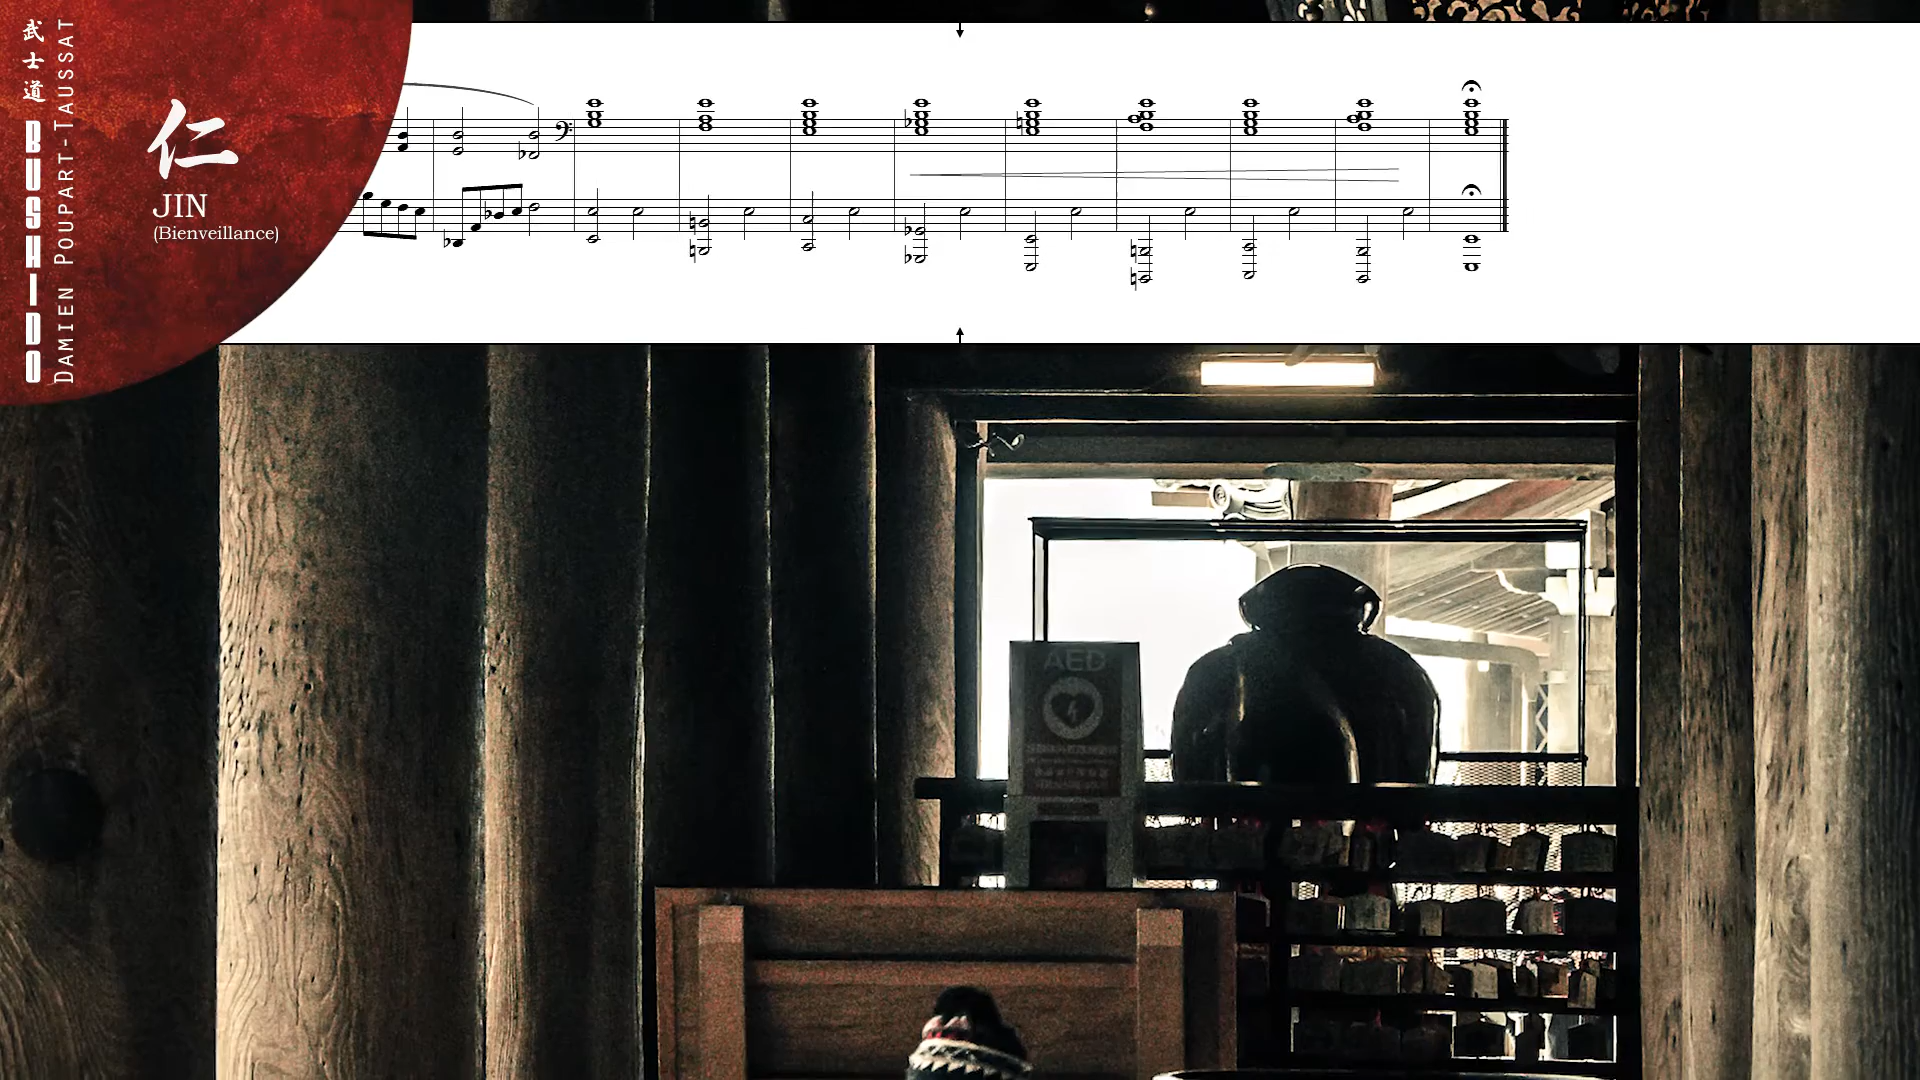 武士道 BUSHIDO
DAMIEN POUPART-TAUSSAT
仁
JIN
(Bienveillance)
AED